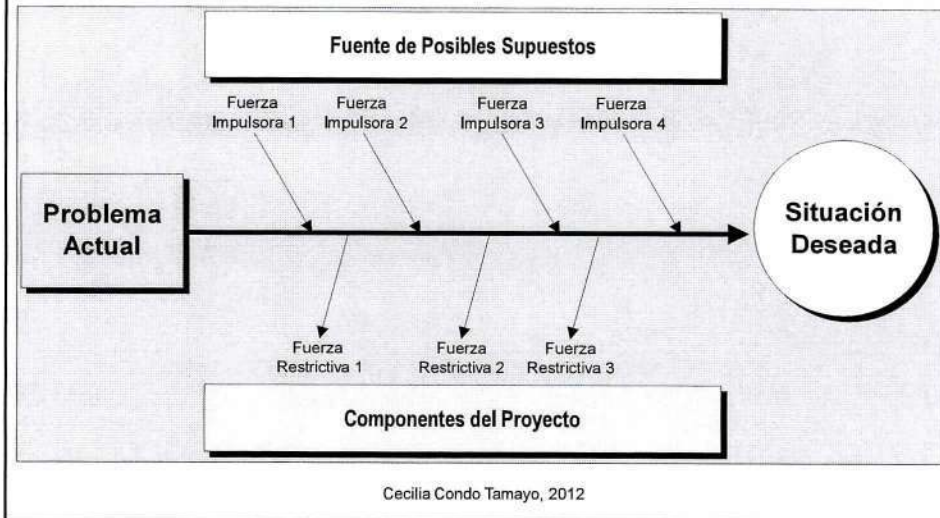 Fuente de Posibles Supuestos
Fuerza
Impulsora 1
Fuerza
Impulsora 2
Fuerza
Impulsora 3
Fuerza
Impulsora 4
Problema
Actual
Situación
Deseada
Fuerza
Restrictiva 1
Fuerza
Restrictiva 2
Fuerza
Restrictiva 3
Componentes del Proyecto
Cecilia Condo Tamayo, 2012